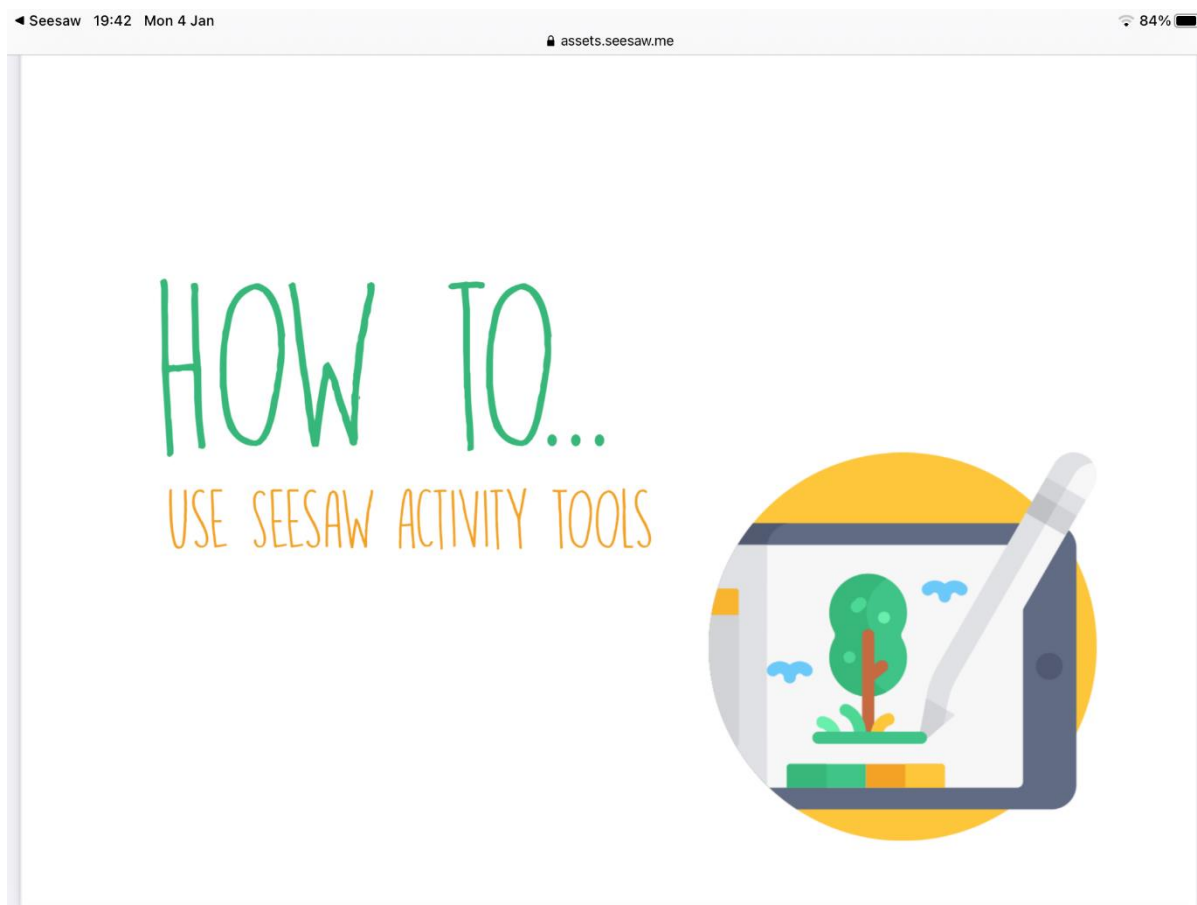 ◀ Seesaw 19:42 Mon 4 Jan
84%
assets.seesaw.me
HOW TO...
USE SEESAW ACTIVITY TOOLS